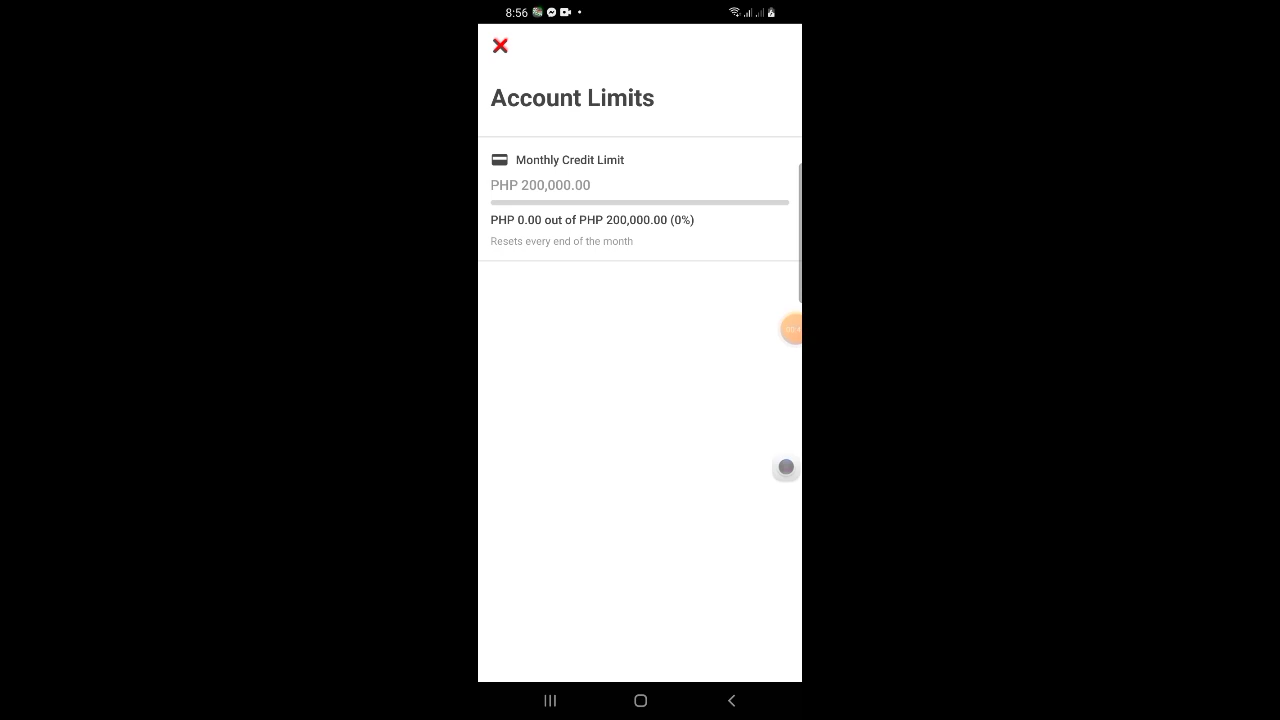 8:56
Account Limits
Monthly Credit Limit
PHP 200,000.00
PHP 0.00 out of PHP 200,000.00 (0%)
Resets every end of the month